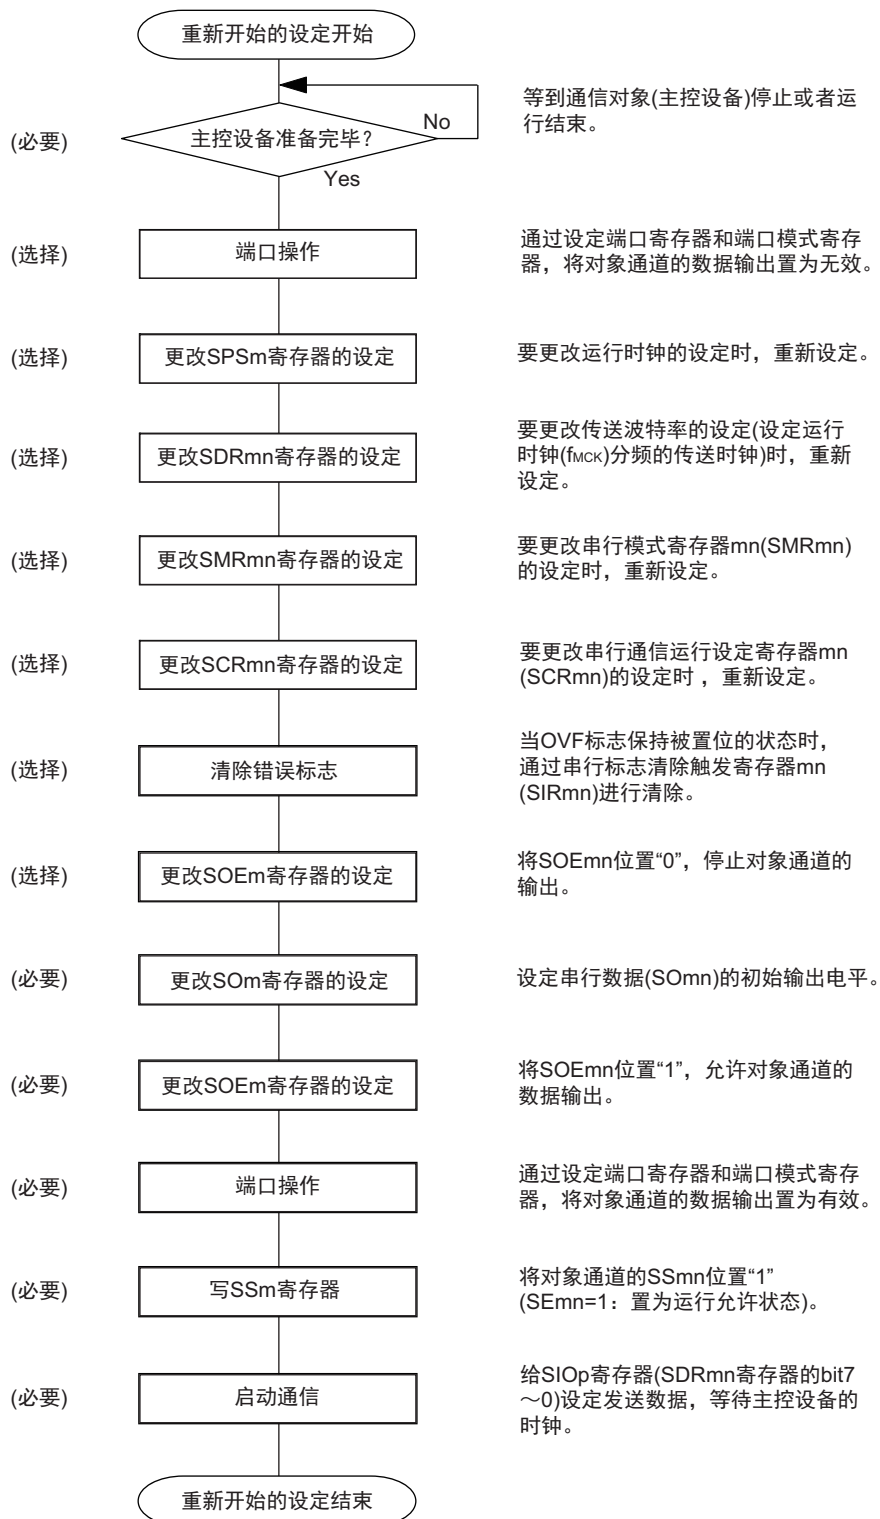 重新开始的设定开始
(必要)
主控设备准备完毕?
No
Yes
等到通信对象(主控设备)停止或者运
行结束。
(选择)
端口操作
通过设定端口寄存器和端口模式寄存
器，将对象通道的数据输出置为无效。
(选择)
更改SPSm寄存器的设定
要更改运行时钟的设定时，重新设定。
(选择)
更改SDRmn寄存器的设定
要更改传送波特率的设定(设定运行
时钟(fMCK)分频的传送时钟)时，重新
设定。
(选择)
更改SMRmn寄存器的设定
要更改串行模式寄存器mn(SMRmn)
的设定时，重新设定。
(选择)
更改SCRmn寄存器的设定
要更改串行通信运行设定寄存器mn
(SCRmn)的设定时 ，重新设定。
(选择)
清除错误标志
当OVF标志保持被置位的状态时，
通过串行标志清除触发寄存器mn
(SIRmn)进行清除。
(选择)
更改SOEm寄存器的设定
将SOEmn位置“0”，停止对象通道的
输出。
(必要)
更改SOm寄存器的设定
设定串行数据(SOmn)的初始输出电平。
(必要)
更改SOEm寄存器的设定
将SOEmn位置“1”，允许对象通道的
数据输出。
(必要)
端口操作
通过设定端口寄存器和端口模式寄存
器，将对象通道的数据输出置为有效。
(必要)
写SSm寄存器
将对象通道的SSmn位置“1”
(SEmn=1：置为运行允许状态)。
(必要)
启动通信
给SIOp寄存器(SDRmn寄存器的bit7
～0)设定发送数据，等待主控设备的
时钟。
重新开始的设定结束